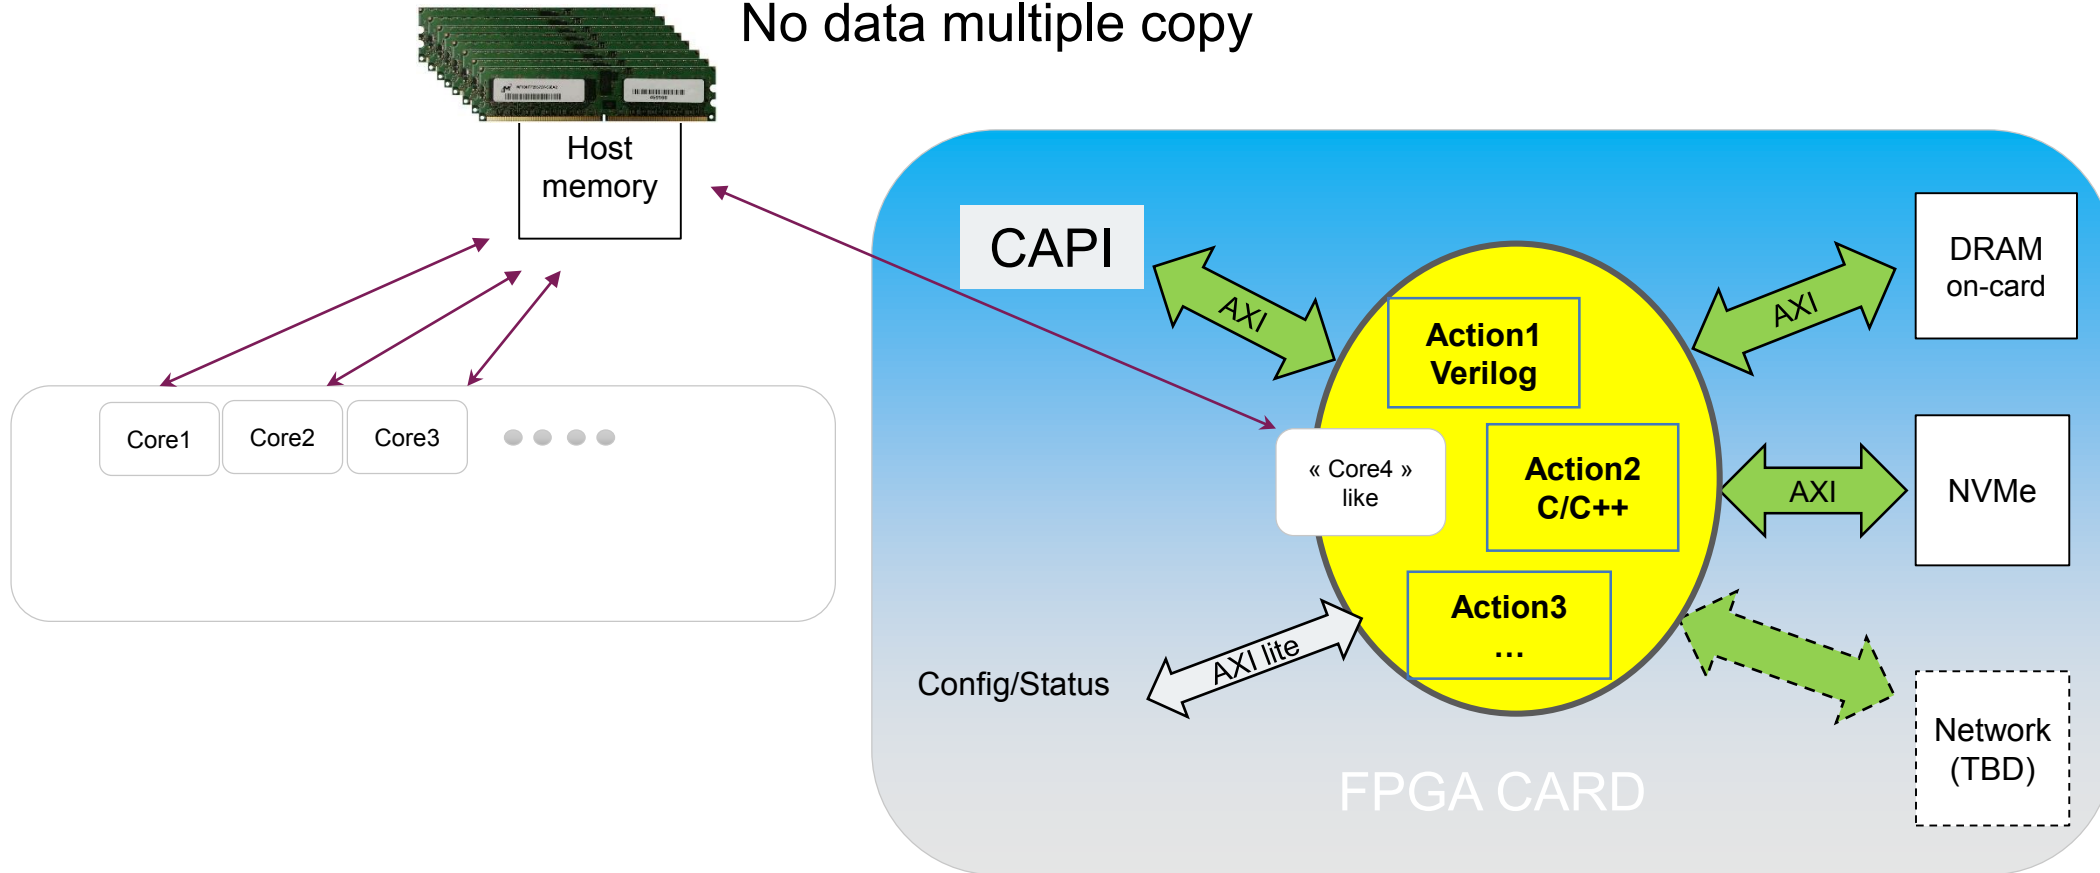 No data multiple copy
Host
memory
CAPI
AXI
AXI
DRAM
on-card
Action1
Verilog
Core1
Core2
Core3
« Core4 »
like
Action2
C/C++
AXI
NVMe
Action3
...
AXI lite
Config/Status
Network
(TBD)
FPGA CARD